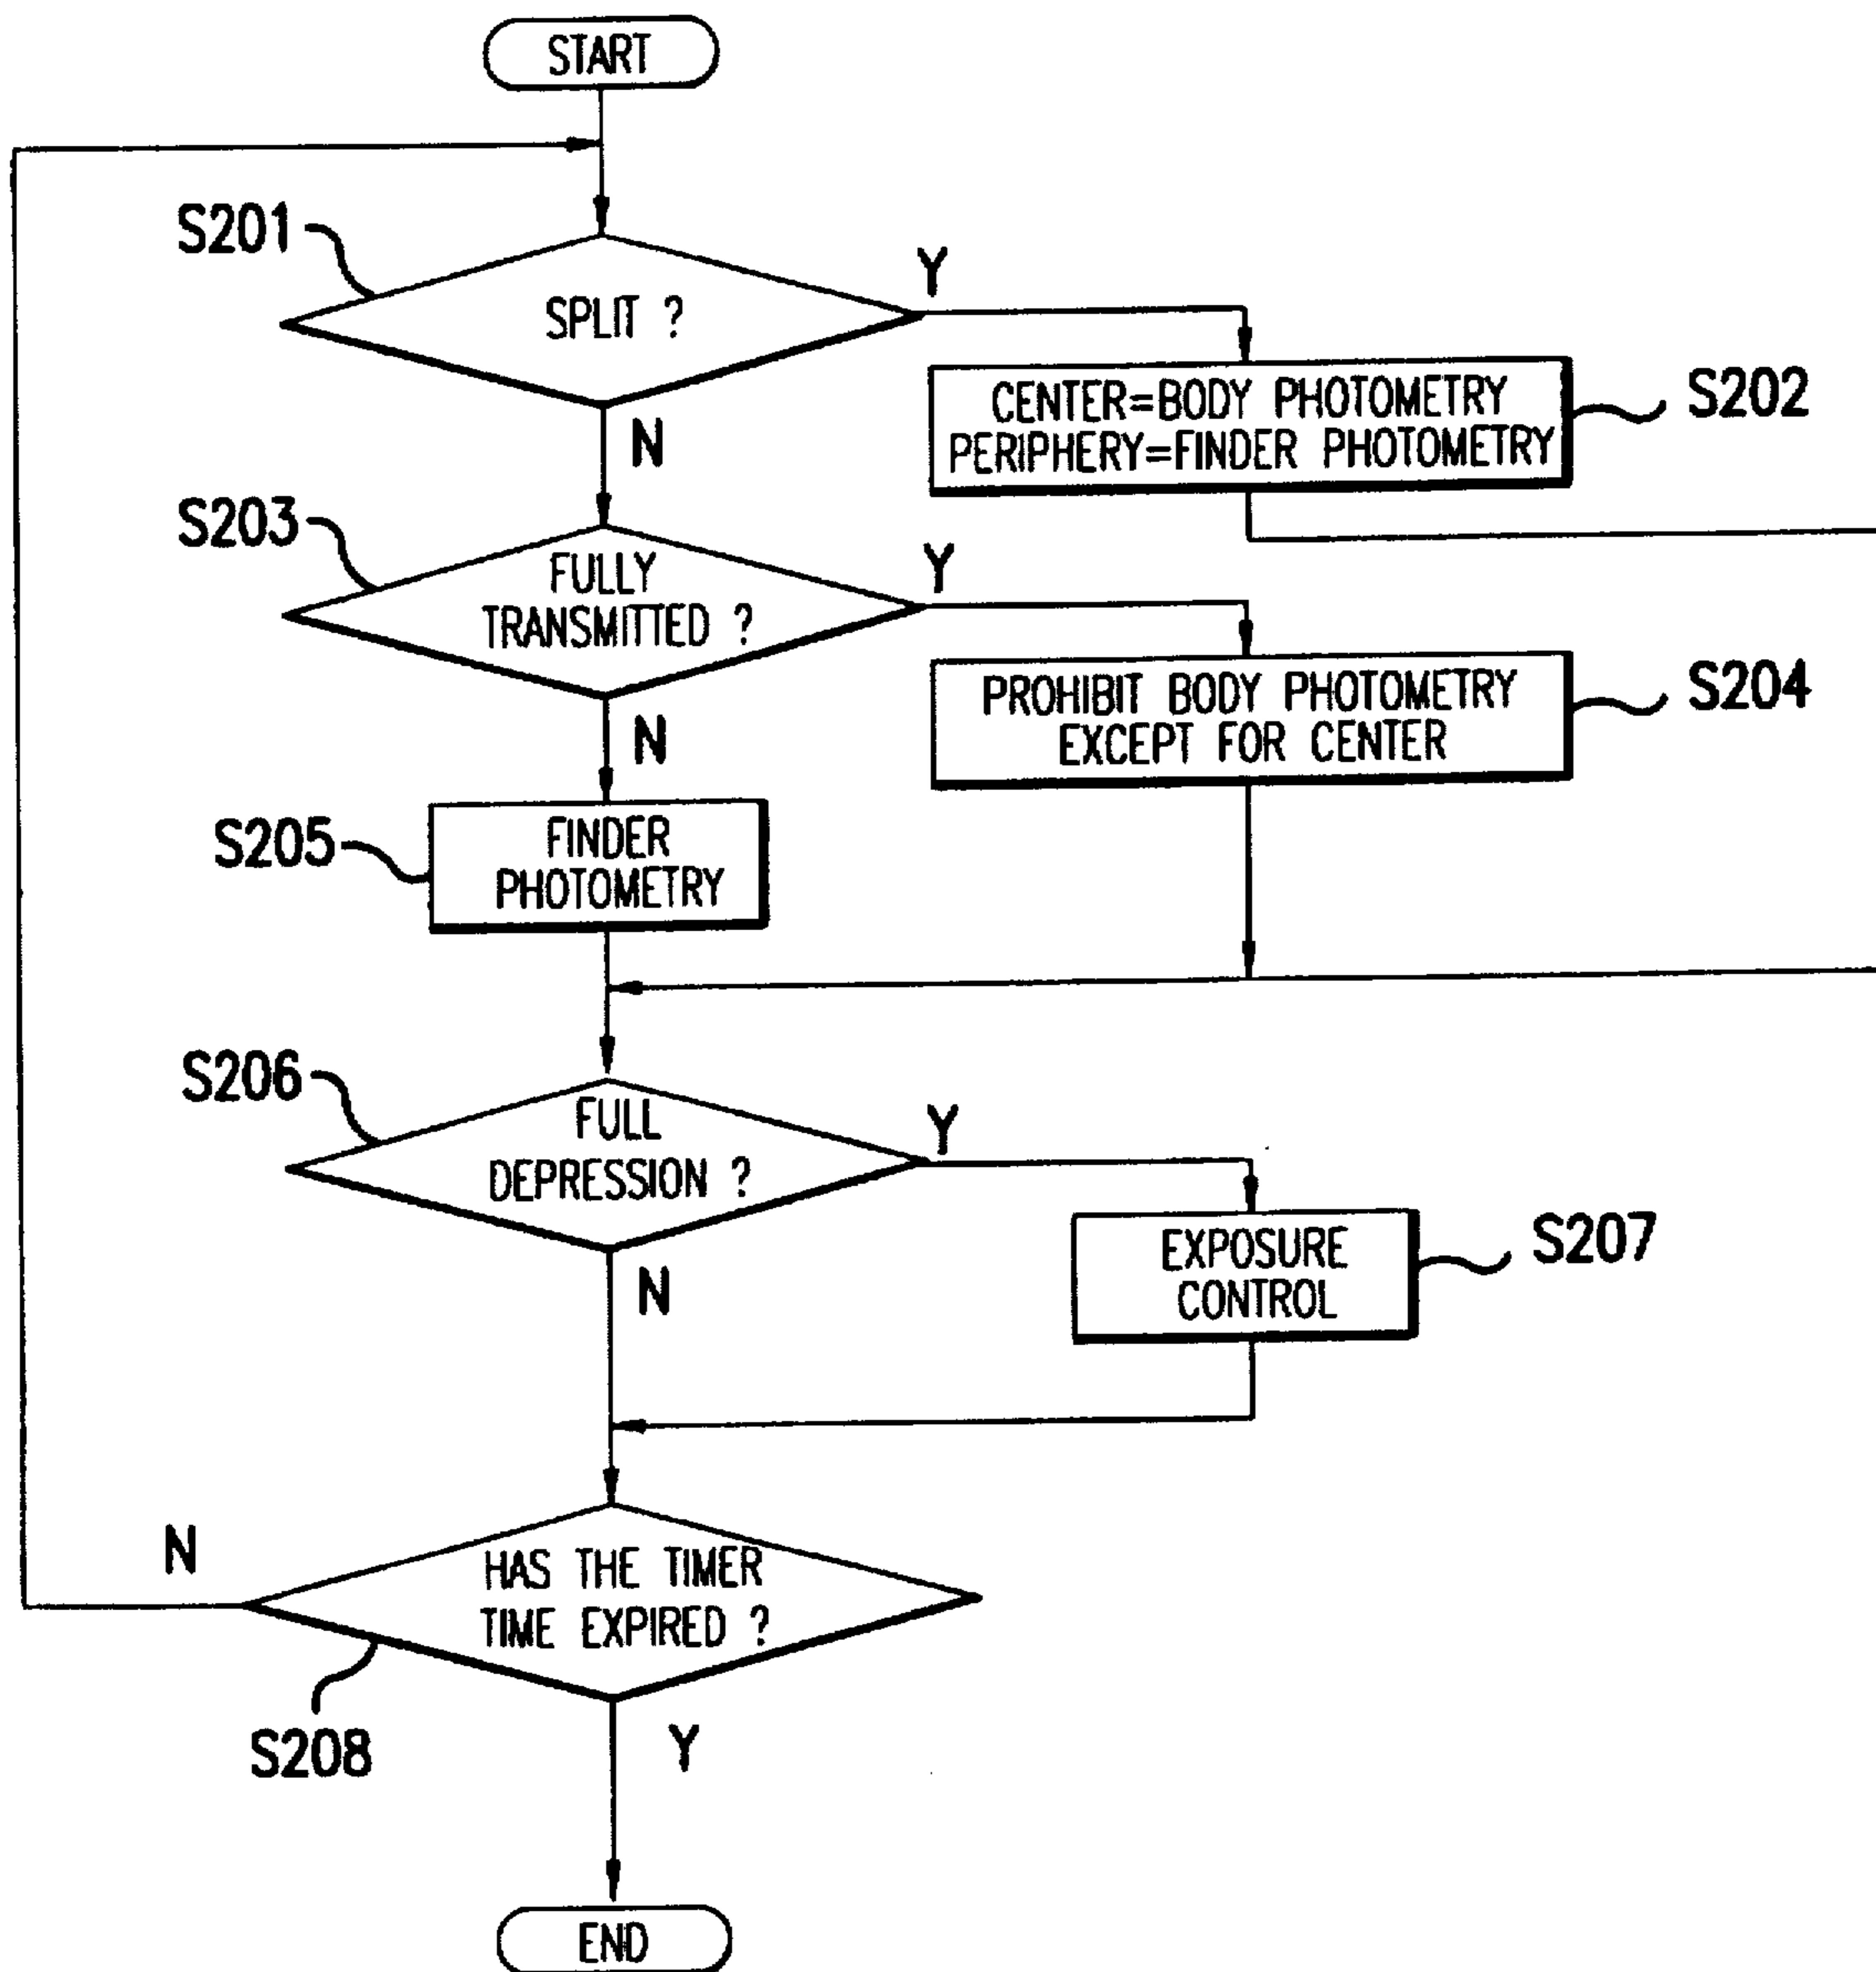 START
S201
SPLIT ?
Y
CENTER=BODY PHOTOMETRY
PERIPHERY=FINDER PHOTOMETRY
S202
N
S203
FULLY
TRANSMITTED ?
Y
PROHIBIT BODY PHOTOMETRY
EXCEPT FOR CENTER
S204
N
S205
FINDER
PHOTOMETRY
S206
FULL
DEPRESSION ?
Y
EXPOSURE
CONTROL
S207
N
HAS THE TIMER
TIME EXPIRED ?
N
S208
Y
END